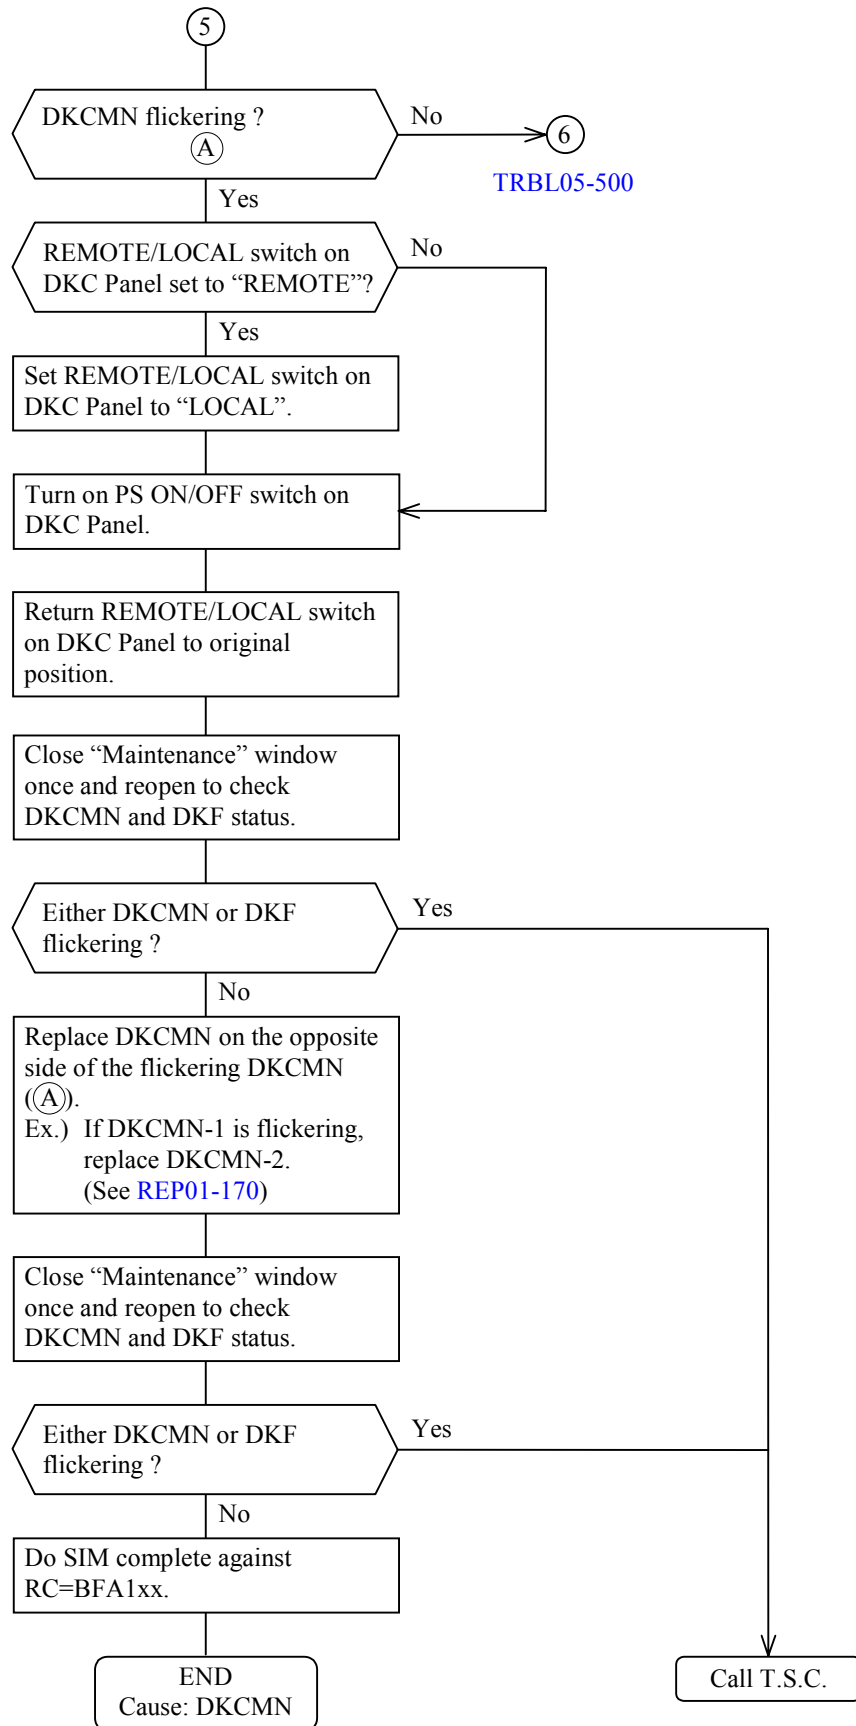 5
DKCMN flickering ?
A
No
6
TRBL05-500
Yes
REMOTE/LOCAL switch on
DKC Panel set to “REMOTE”?
No
Yes
Set REMOTE/LOCAL switch on
DKC Panel to “LOCAL”.
Turn on PS ON/OFF switch on
DKC Panel.
Return REMOTE/LOCAL switch
on DKC Panel to original
position.
Close “Maintenance” window
once and reopen to check
DKCMN and DKF status.
Either DKCMN or DKF
flickering ?
Yes
No
Replace DKCMN on the opposite
side of the flickering DKCMN
(A).
Ex.) If DKCMN-1 is flickering,
replace DKCMN-2.
(See REP01-170)
Close “Maintenance” window
once and reopen to check
DKCMN and DKF status.
Either DKCMN or DKF
flickering ?
Yes
No
Do SIM complete against
RC=BFA1xx.
END
Cause: DKCMN
Call T.S.C.